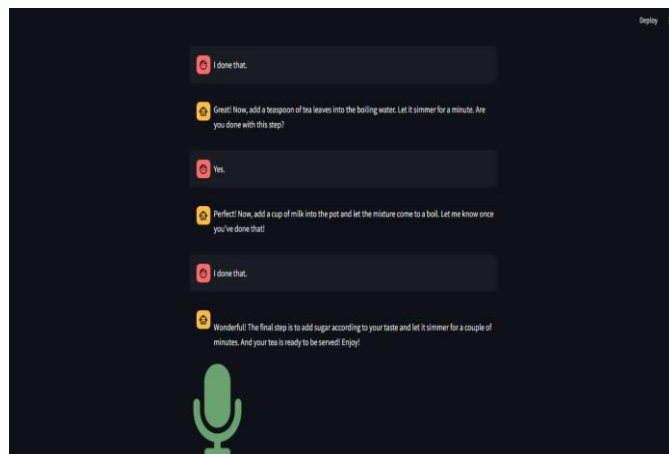 Deploy
I done that.
Great! Now, add a teaspoon of tea leaves into the boiling water. Let it simmer for a minute. Are
you done with this step?
Yes.
Perfect! Now, add a cup of milk into the pot and let the mixture come to a boil. Let me know once
you've done that!
I done that.
Wonderful! The final step is to add sugar according to your taste and let it simmer for a couple of
minutes. And your tea is ready to be served! Enjoy!